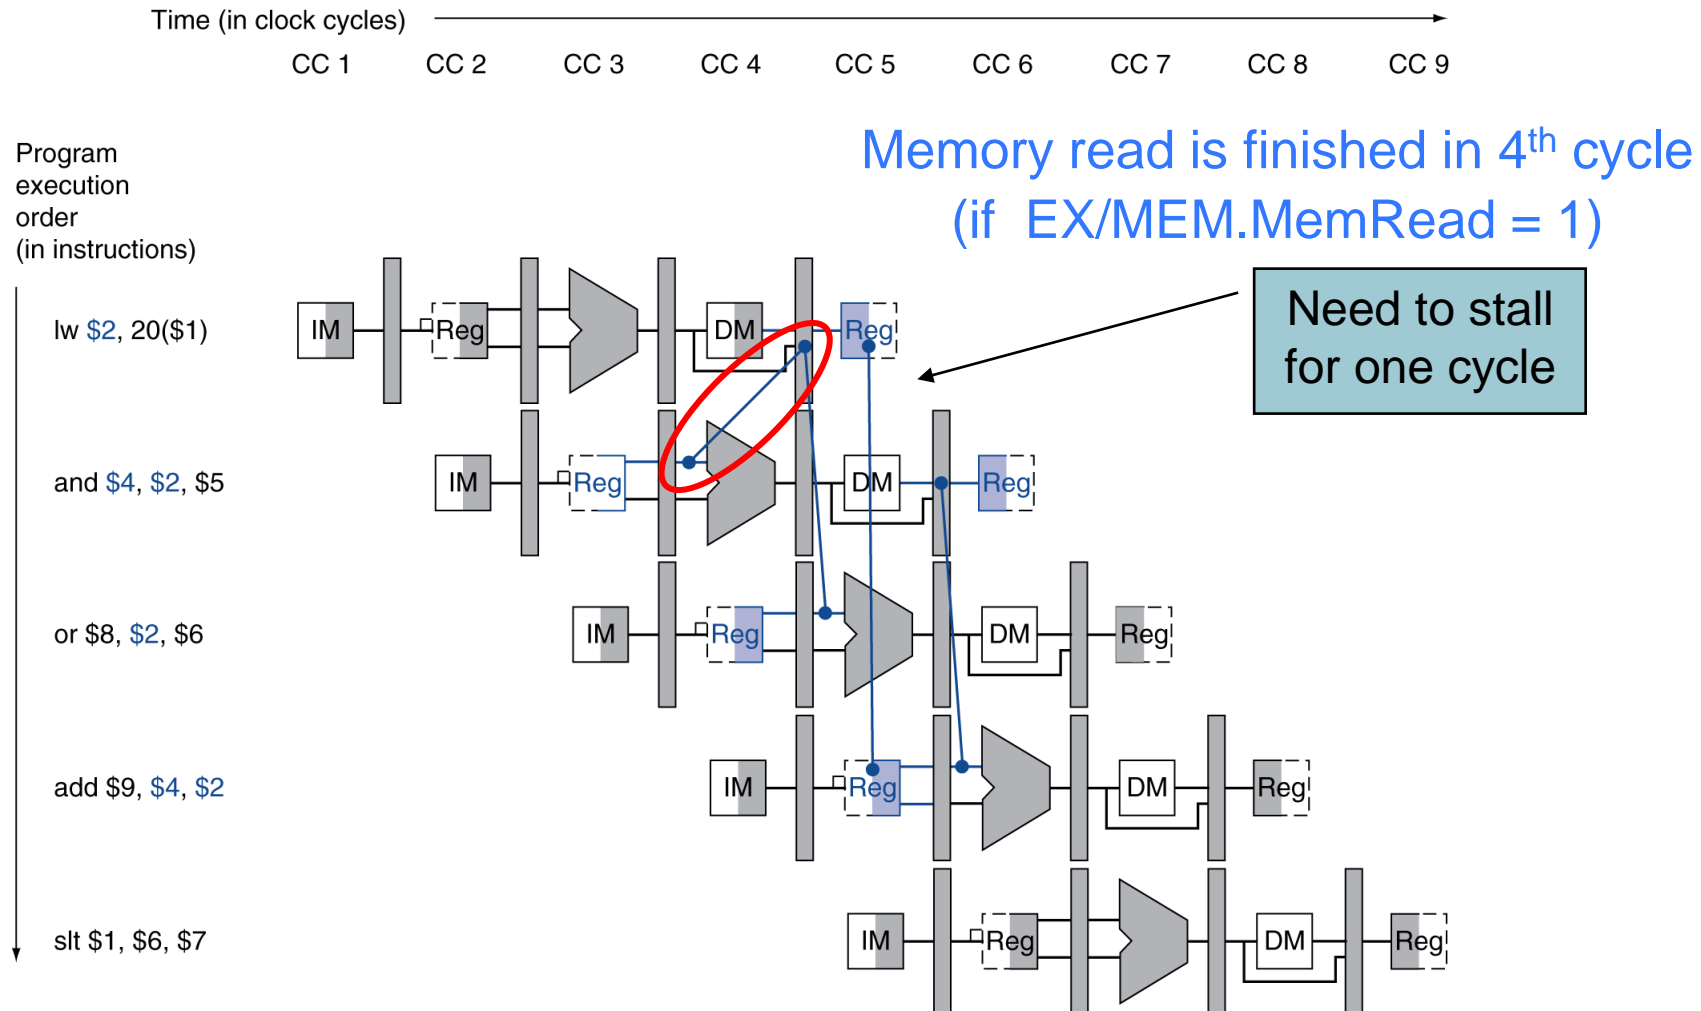 Time (in clock cycles)
CC 1 CC 2 CC 3 CC 4 CC 5 CC 6 CC 7 CC 8 CC 9
Memory read is finished in 4th cycle
(if EX/MEM.MemRead = 1)
Program
execution
order
(in instructions)
Need to stall
for one cycle
lw $2, 20($1) IM Reg DM Reg
and $4, $2, $5 IM Reg DM Reg
or $8, $2, $6 IM Reg DM Reg
add $9, $4, $2 IM Reg DM Reg
slt $1, $6, $7 IM Reg DM Reg